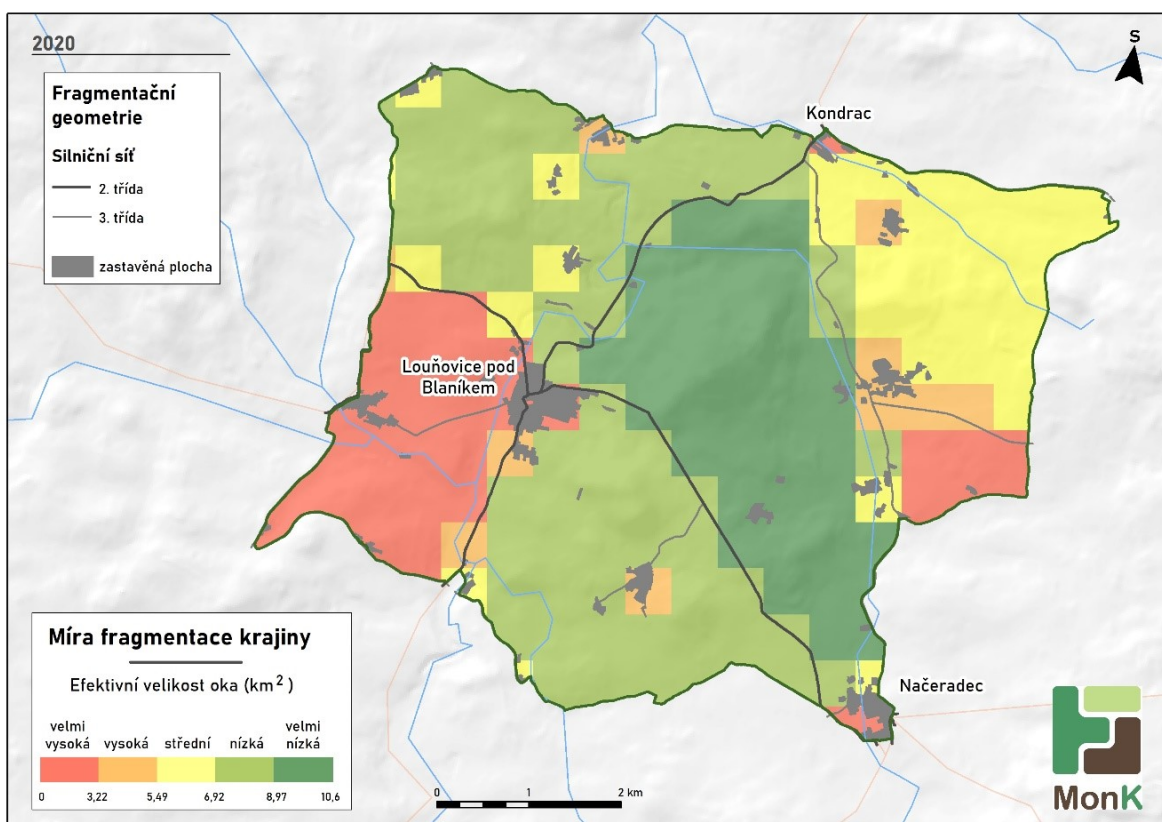 2020
Fragmentační
geometrie
Silniční síť
2. třída
3. třída
zastavěná plocha
S
Kondrac
Louňovice pod
Blaníkem
Načeradec
Míra fragmentace krajiny
Efektivní velikost oka (km²)
velmi vysoká vysoká střední nízká velmi nízká
0 3,22 5,49 6,92 8,97 10,6
0 1 2 km
MonK